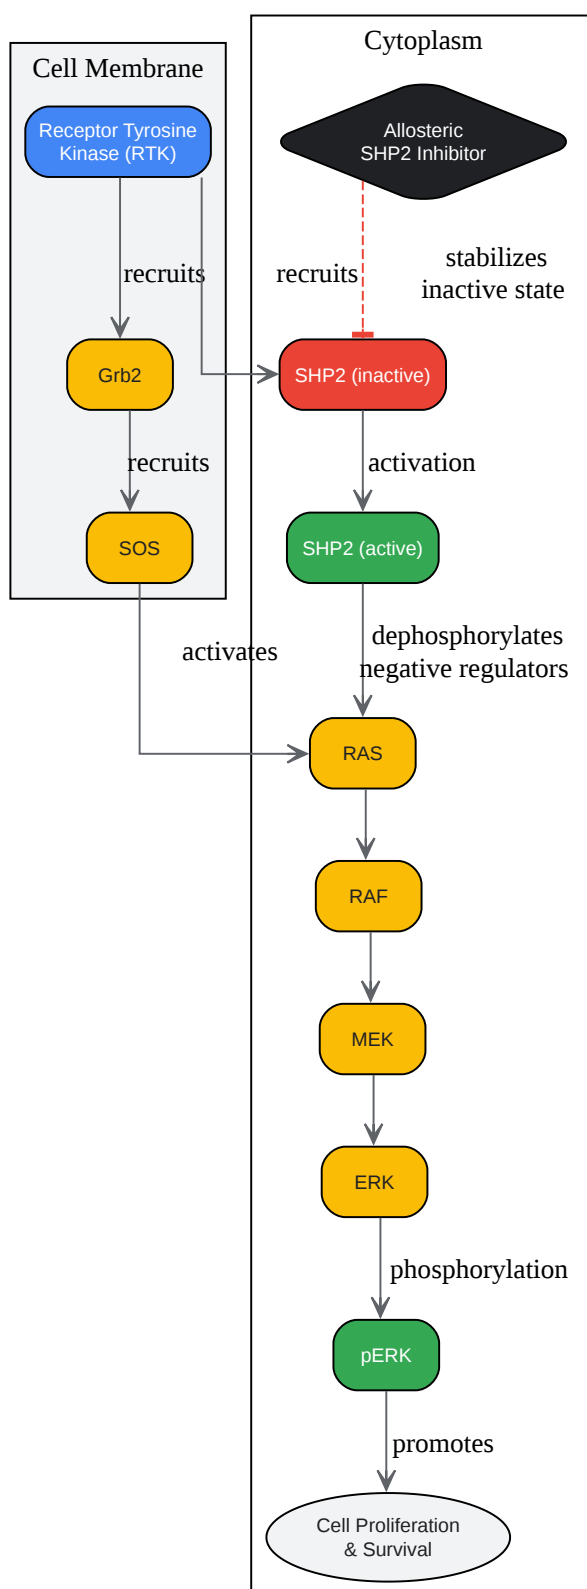 Cell Membrane
Cytoplasm
Receptor Tyrosine
Kinase (RTK)
Allosteric
SHP2 Inhibitor
recruits
recruits
stabilizes
inactive state
Grb2
SHP2 (inactive)
recruits
activation
SOS
SHP2 (active)
activates
dephosphorylates
negative regulators
RAS
RAF
MEK
ERK
phosphorylation
pERK
promotes
Cell Proliferation
& Survival